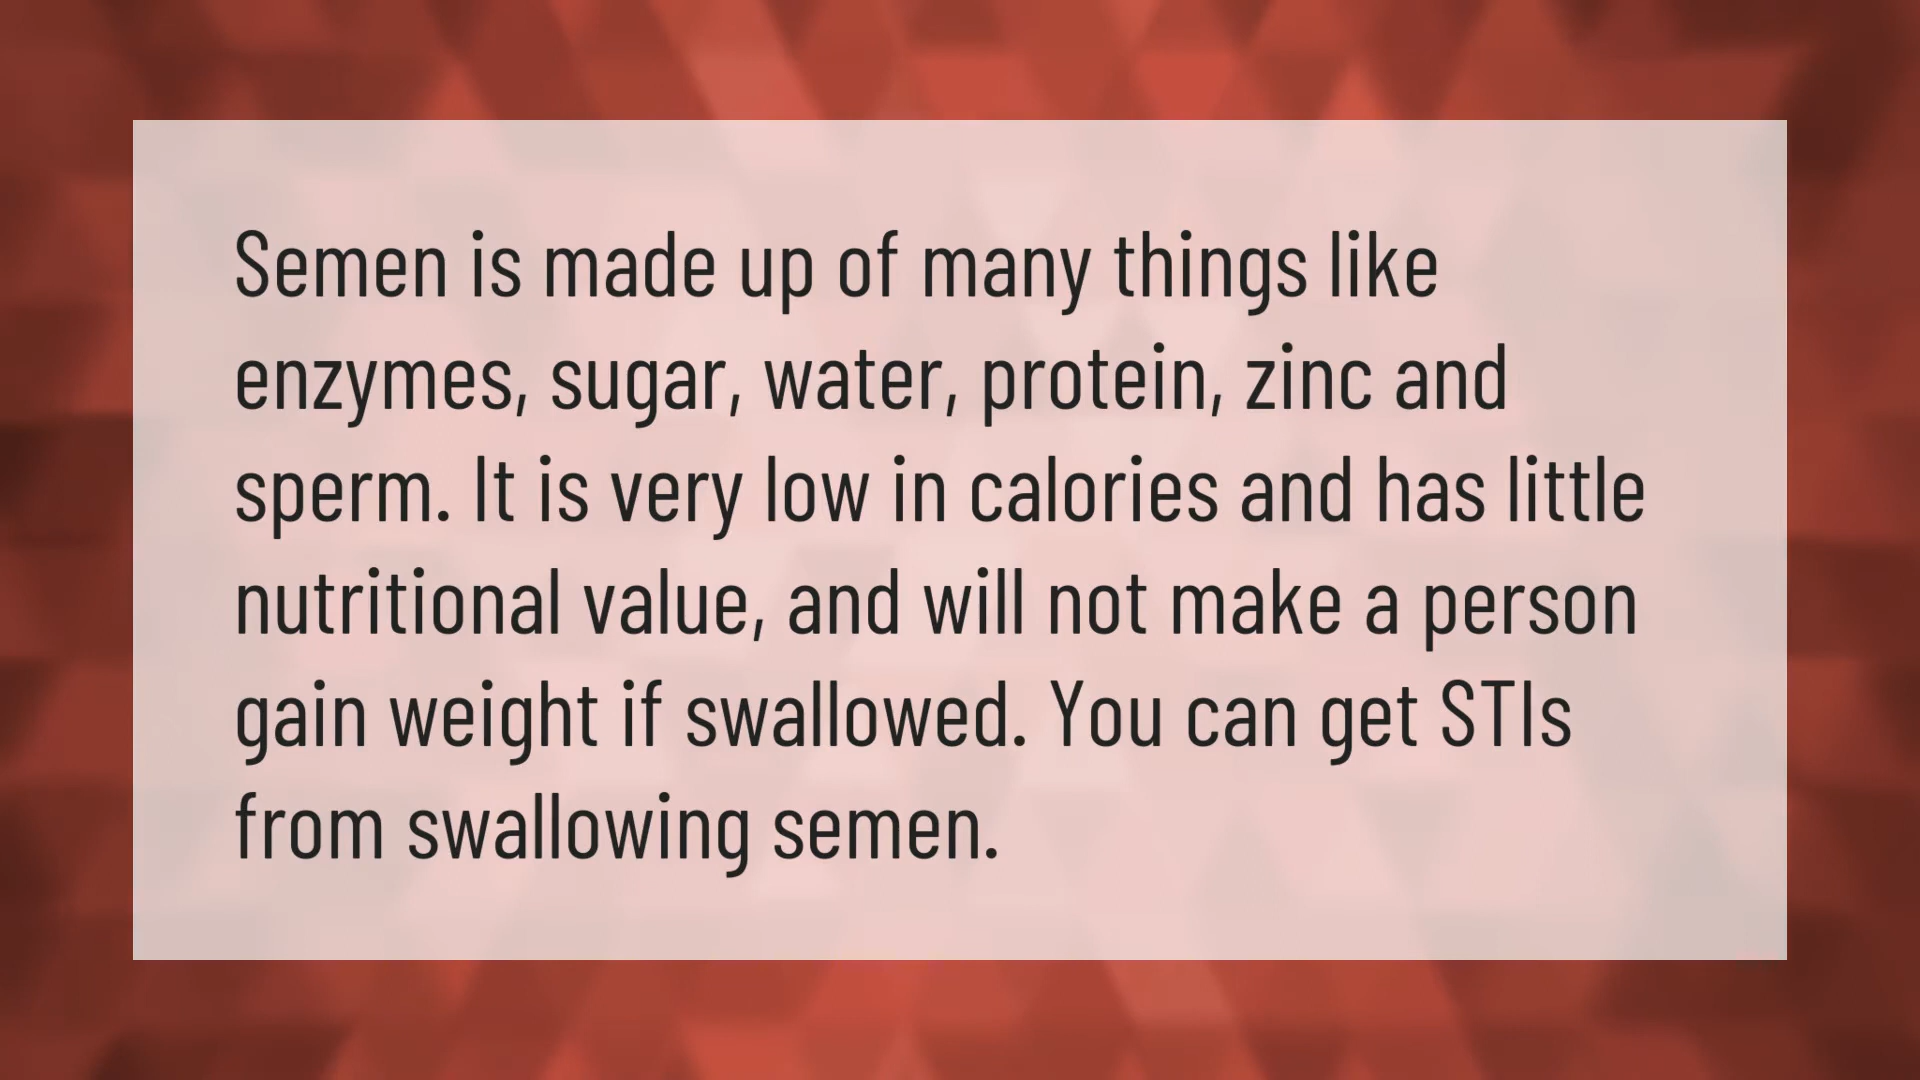 Semen is made up of many things like
enzymes, sugar, water, protein, zinc and
sperm. It is very low in calories and has little
nutritional value, and will not make a person
gain weight if swallowed. You can get STIs
from swallowing semen.